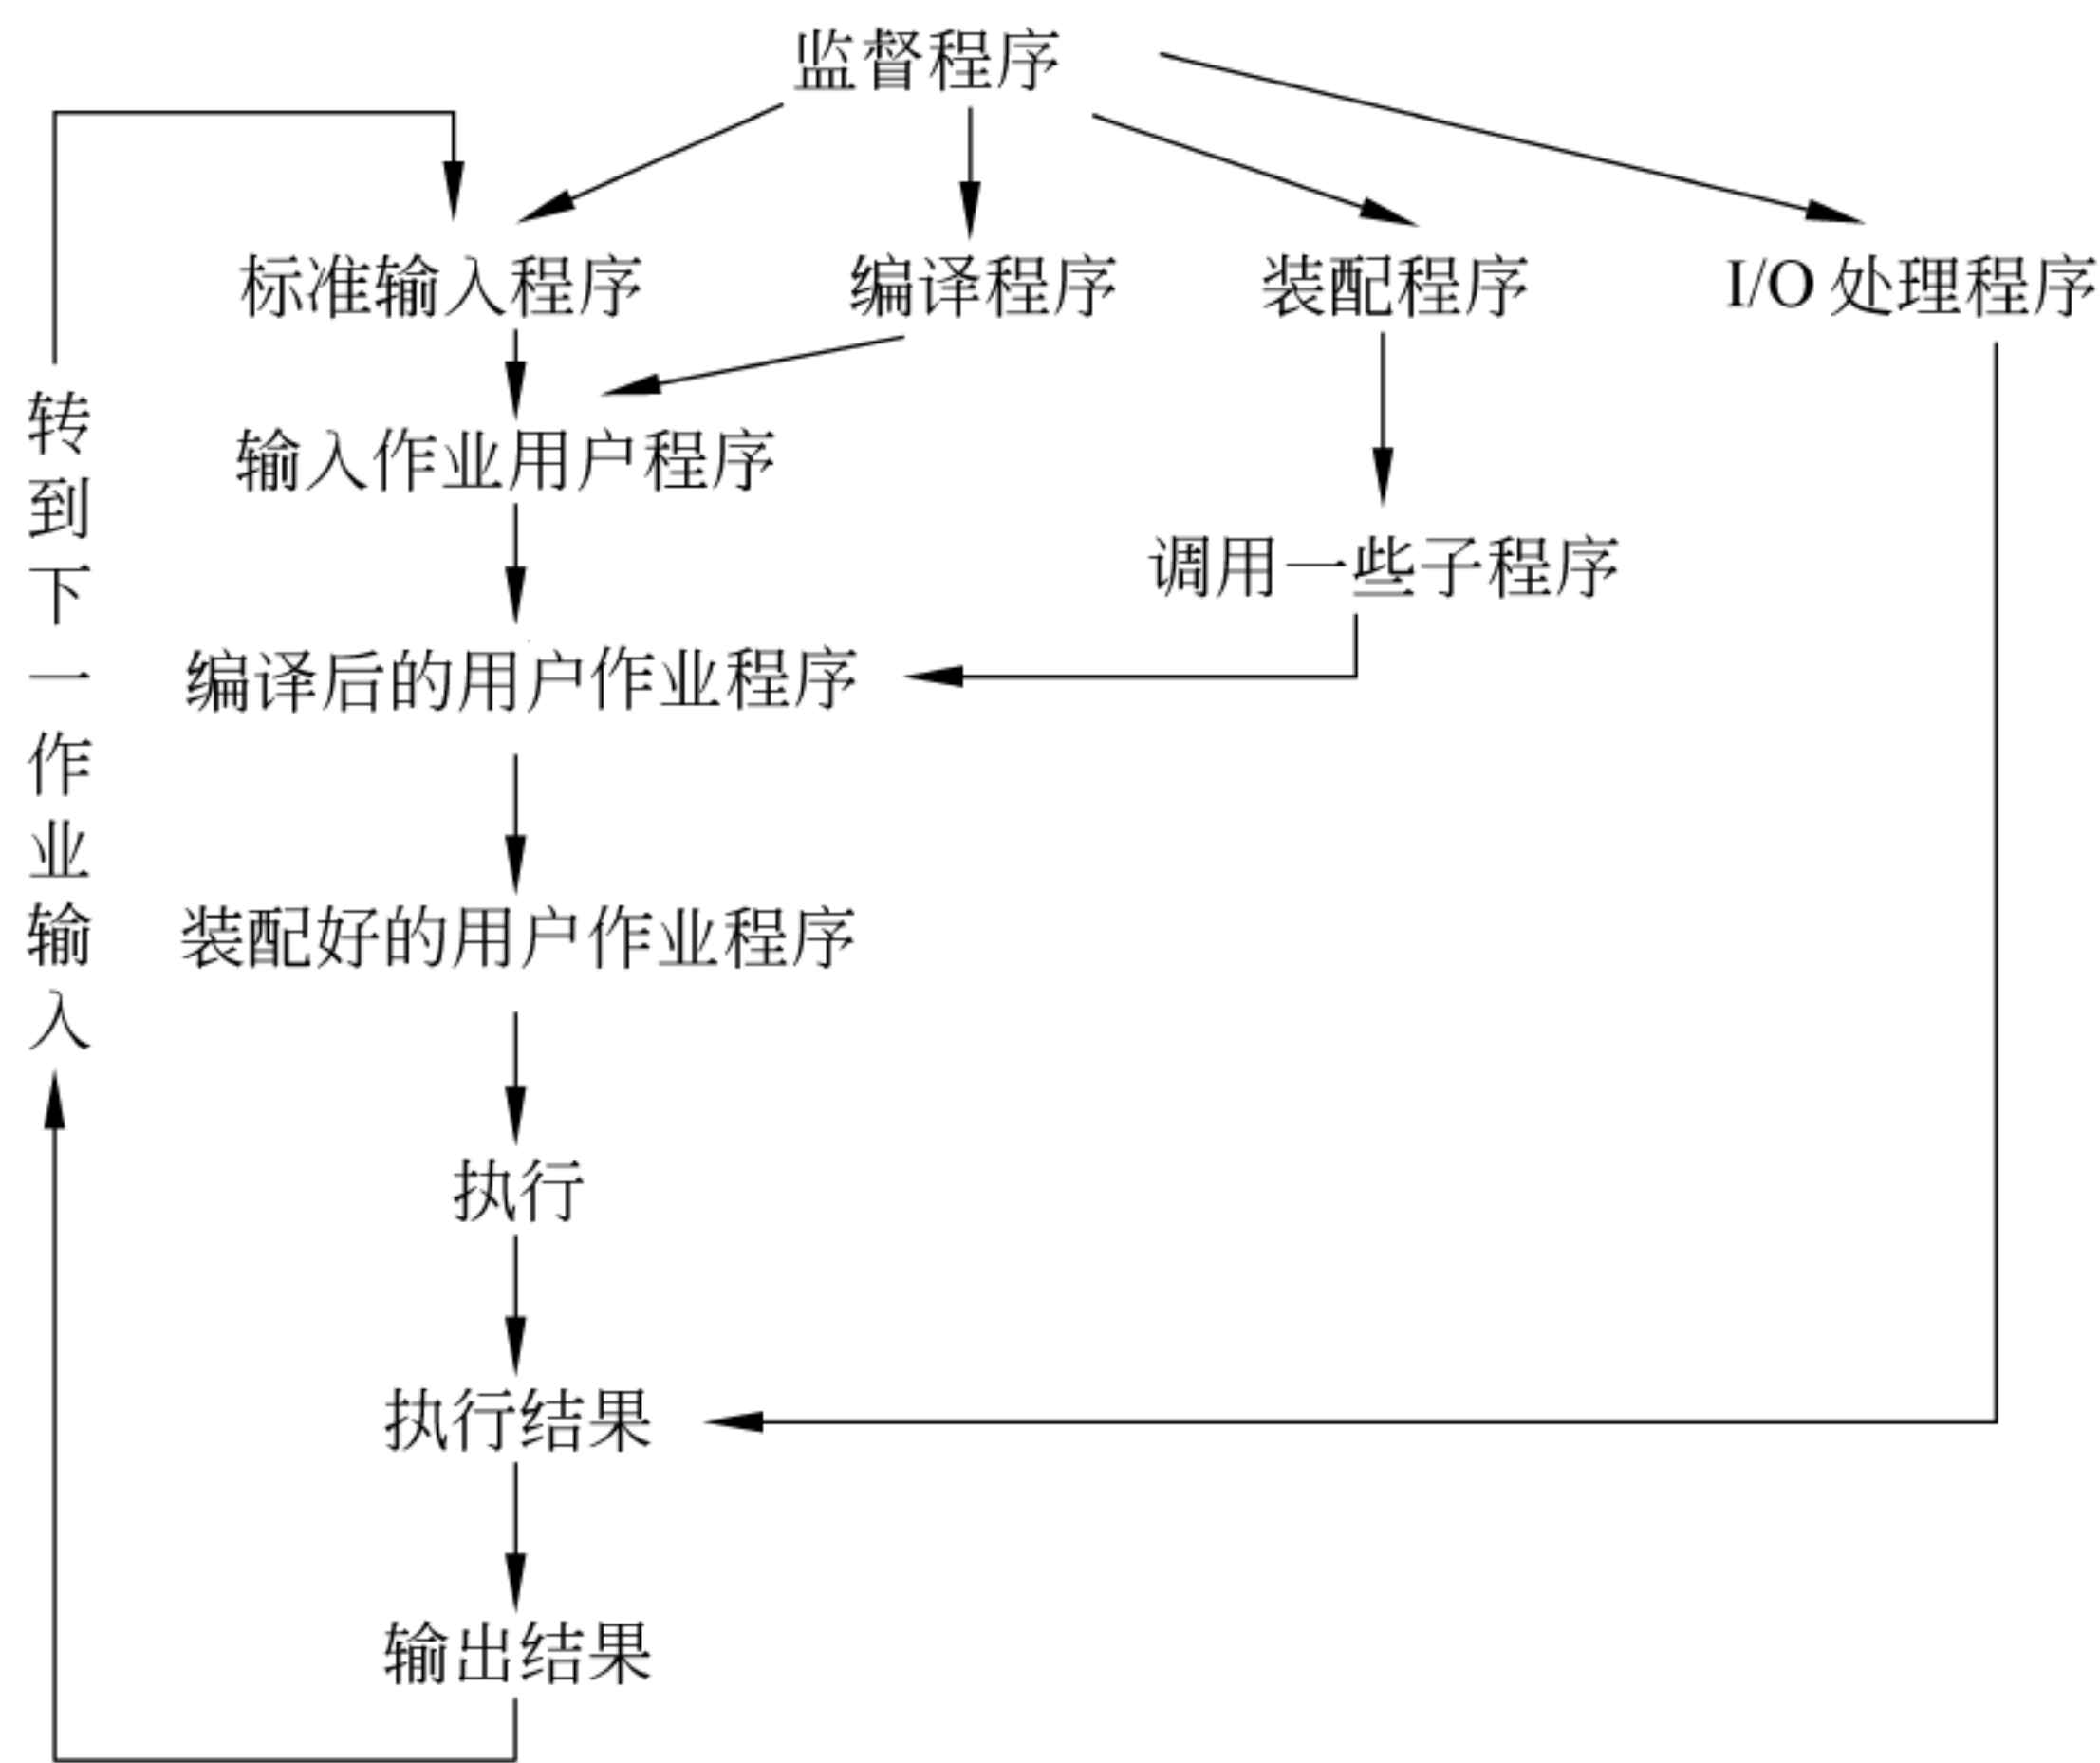 监督程序
标准输入程序
编译程序
装配程序
I/O 处理程序
转到下一作业输入
输入作业用户程序
调用一些子程序
编译后的用户作业程序
装配好的用户作业程序
执行
执行结果
输出结果